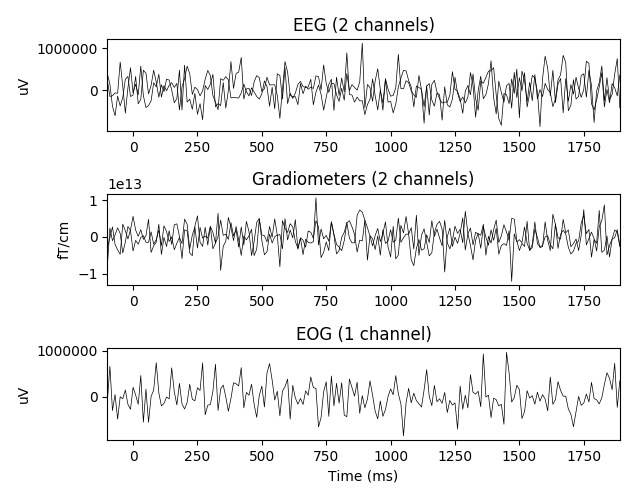 EEG (2 channels)
1000000
0
uV
0 250 500 750 1000 1250 1500 1750
1e13
Gradiometers (2 channels)
1
0
−1
fT/cm
0 250 500 750 1000 1250 1500 1750
EOG (1 channel)
1000000
0
uV
0 250 500 750 1000 1250 1500 1750
Time (ms)